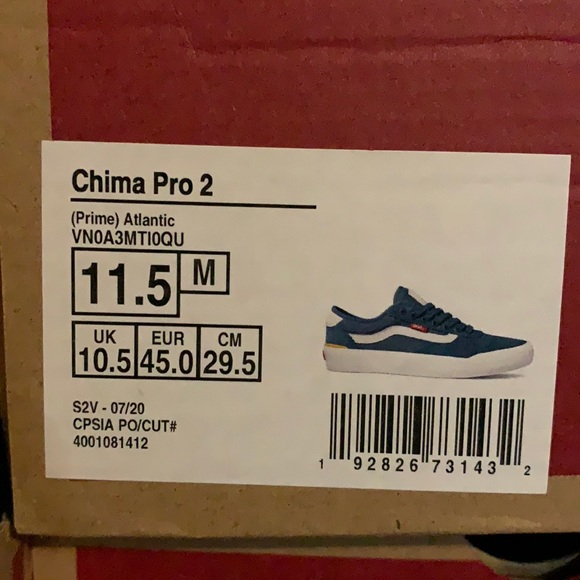 Chima Pro 2
(Prime) Atlantic
VN0A3MTI0QU
11.5 M
UK EUR CM
10.5 45.0 29.5
S2V - 07/20
CPSIA PO/CUT#
4001081412
1 92826 73143 2